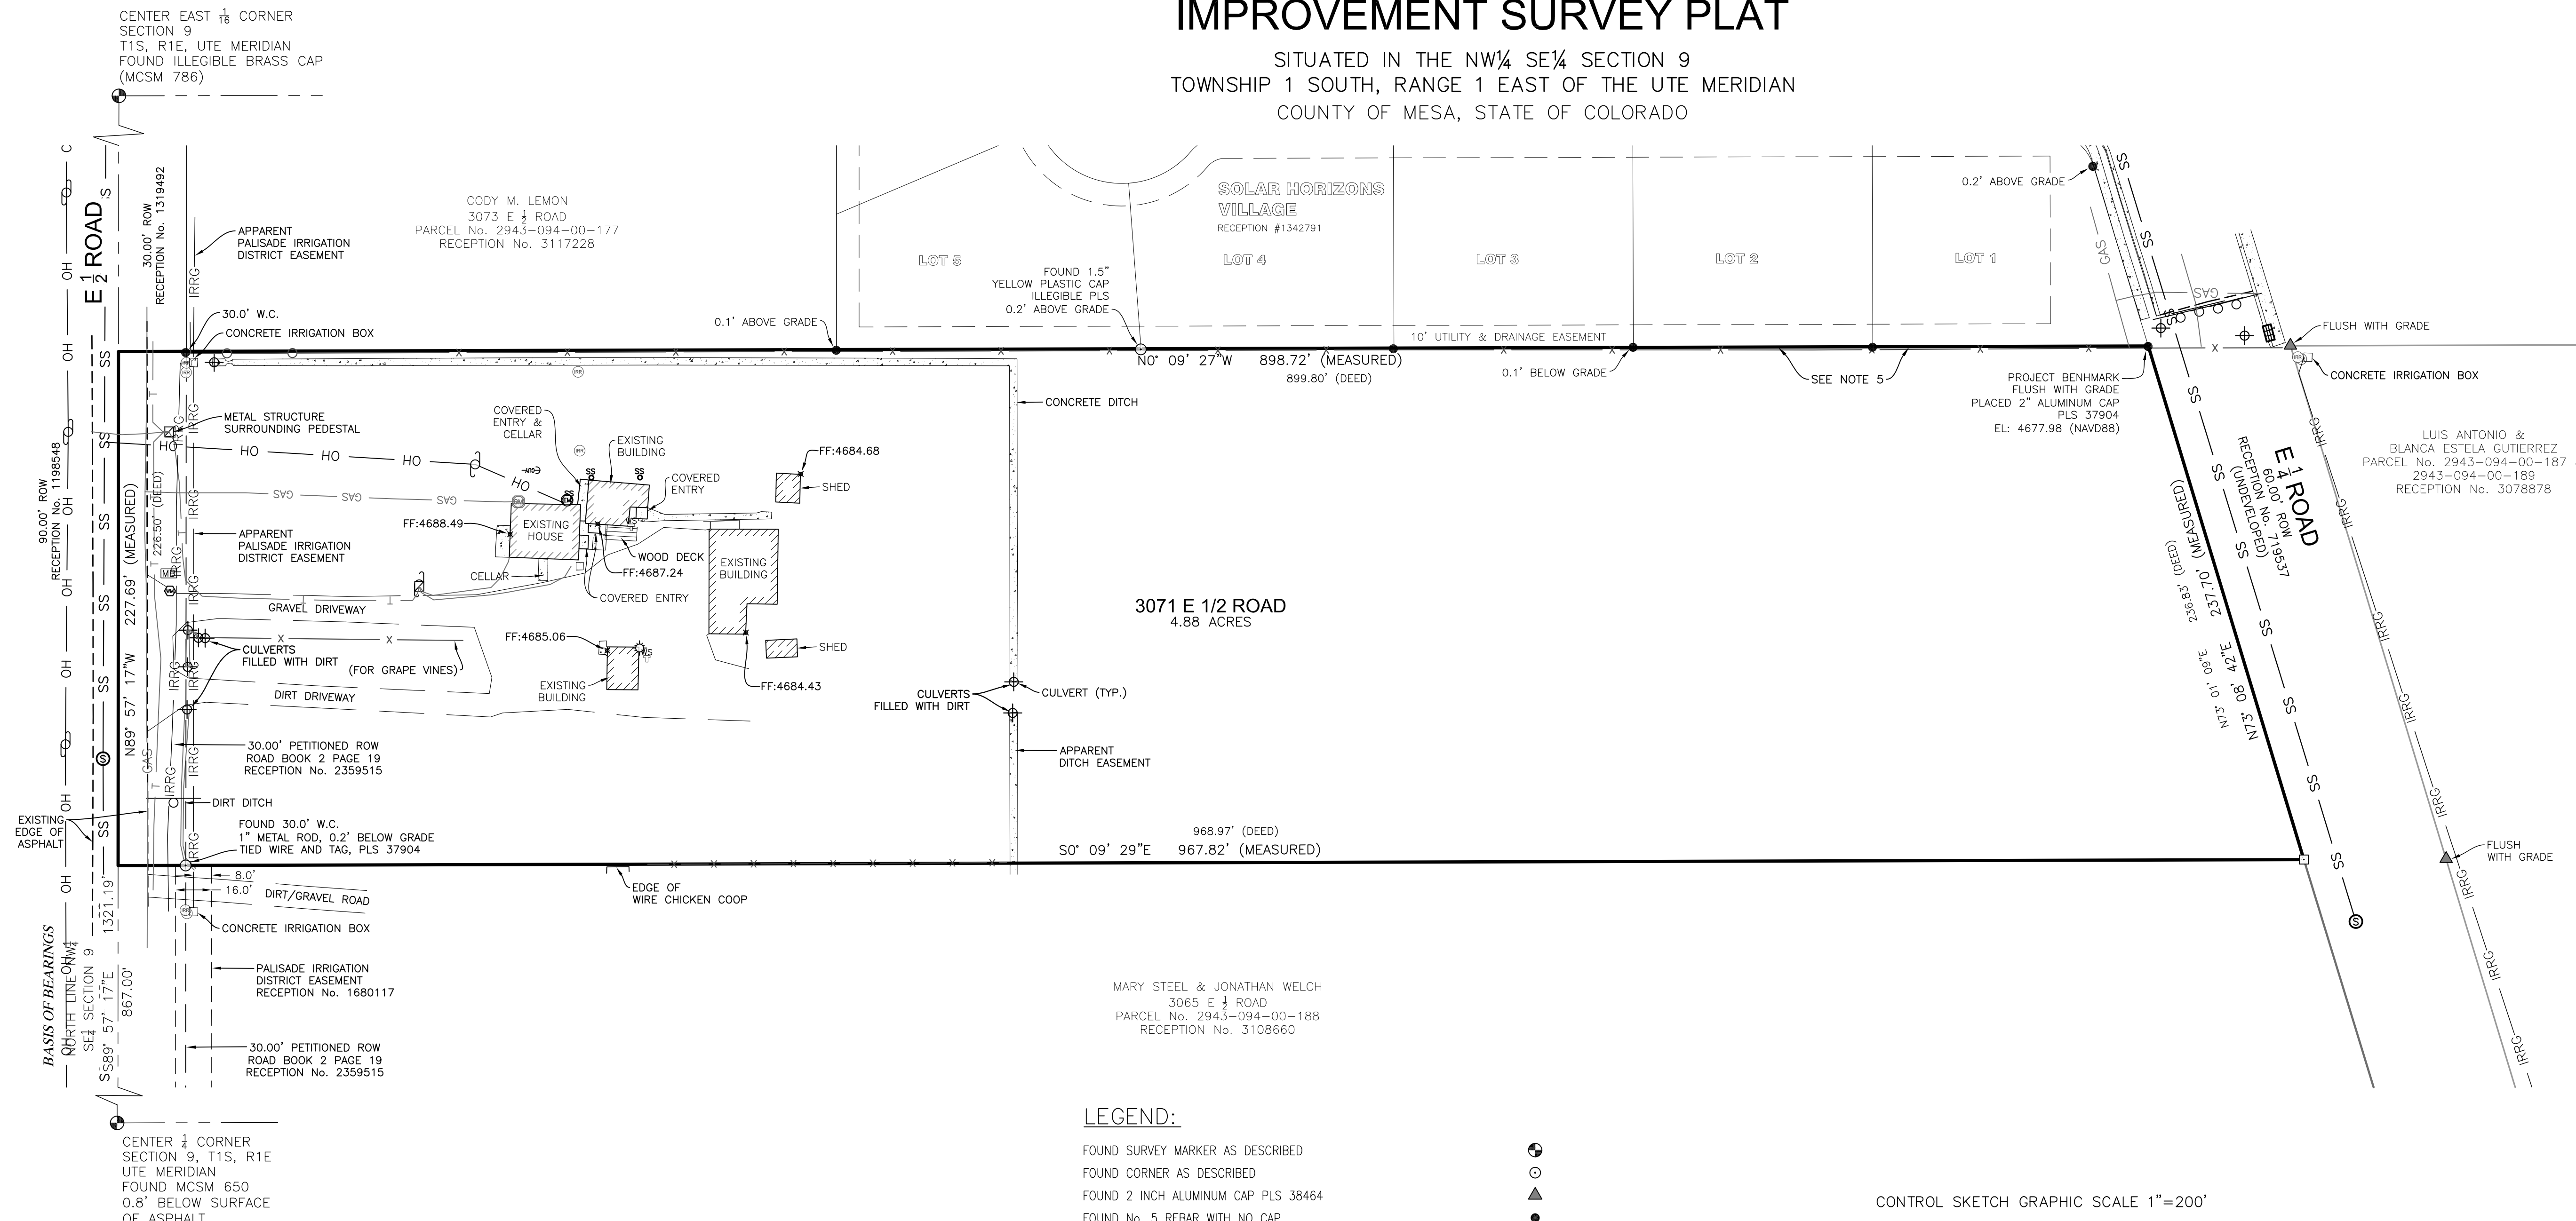 IMPROVEMENT SURVEY PLAT
SITUATED IN THE NW¼ SE¼ SECTION 9
TOWNSHIP 1 SOUTH, RANGE 1 EAST OF THE UTE MERIDIAN
COUNTY OF MESA, STATE OF COLORADO
CENTER EAST 1/16 CORNER
SECTION 9
T1S, R1E, UTE MERIDIAN
FOUND ILLEGIBLE BRASS CAP
(MCSM 786)
E 1/2 ROAD
30.00' ROW
RECEPTION No. 1319492
APPARENT
PALISADE IRRIGATION
DISTRICT EASEMENT
CODY M. LEMON
3073 E 1/2 ROAD
PARCEL No. 2943-094-00-177
RECEPTION No. 3117228
SOLAR HORIZONS
VILLAGE
RECEPTION #1342791
LOT 5
LOT 4
LOT 3
LOT 2
LOT 1
0.2' ABOVE GRADE
FOUND 1.5"
YELLOW PLASTIC CAP
ILLEGIBLE PLS
0.2' ABOVE GRADE
0.1' ABOVE GRADE
30.0' W.C.
CONCRETE IRRIGATION BOX
10' UTILITY & DRAINAGE EASEMENT
N0° 09' 27"W 898.72' (MEASURED)
899.80' (DEED)
0.1' BELOW GRADE
SEE NOTE 5
PROJECT BENHMARK
FLUSH WITH GRADE
PLACED 2" ALUMINUM CAP
PLS 37904
EL: 4677.98 (NAVD88)
FLUSH WITH GRADE
CONCRETE IRRIGATION BOX
LUIS ANTONIO &
BLANCA ESTELA GUTIERREZ
PARCEL No. 2943-094-00-187
2943-094-00-189
RECEPTION No. 3078878
E 1/4 ROAD
60.00' ROW
RECEPTION No. 719537
(UNDEVELOPED)
N73° 08' 42"E 237.70' (MEASURED)
N73° 01' 09"E 236.83' (DEED)
90.00' ROW
RECEPTION No. 1198548
N89° 57' 17"W 227.69' (MEASURED)
226.50' (DEED)
METAL STRUCTURE
SURROUNDING PEDESTAL
COVERED
ENTRY &
CELLAR
EXISTING
BUILDING
COVERED
ENTRY
FF:4684.68
SHED
CONCRETE DITCH
FF:4688.49
EXISTING
HOUSE
WOOD DECK
FF:4687.24
CELLAR
COVERED ENTRY
EXISTING
BUILDING
APPARENT
PALISADE IRRIGATION
DISTRICT EASEMENT
GRAVEL DRIVEWAY
CULVERTS
FILLED WITH DIRT
(FOR GRAPE VINES)
DIRT DRIVEWAY
FF:4685.06
EXISTING
BUILDING
SHED
FF:4684.43
3071 E 1/2 ROAD
4.88 ACRES
CULVERTS
FILLED WITH DIRT
CULVERT (TYP.)
APPARENT
DITCH EASEMENT
30.00' PETITIONED ROW
ROAD BOOK 2 PAGE 19
RECEPTION No. 2359515
DIRT DITCH
EXISTING
EDGE OF
ASPHALT
FOUND 30.0' W.C.
1" METAL ROD, 0.2' BELOW GRADE
TIED WIRE AND TAG, PLS 37904
968.97' (DEED)
S0° 09' 29"E 967.82' (MEASURED)
FLUSH
WITH GRADE
8.0'
16.0'
DIRT/GRAVEL ROAD
EDGE OF
WIRE CHICKEN COOP
CONCRETE IRRIGATION BOX
PALISADE IRRIGATION
DISTRICT EASEMENT
RECEPTION No. 1680117
30.00' PETITIONED ROW
ROAD BOOK 2 PAGE 19
RECEPTION No. 2359515
BASIS OF BEARINGS
NORTH LINE NW¼
SE¼ SECTION 9
S89° 57' 17"E 1321.19'
867.00'
MARY STEEL & JONATHAN WELCH
3065 E 1/2 ROAD
PARCEL No. 2943-094-00-188
RECEPTION No. 3108660
CENTER ¼ CORNER
SECTION 9, T1S, R1E
UTE MERIDIAN
FOUND MCSM 650
0.8' BELOW SURFACE
OF ASPHALT
LEGEND:
FOUND SURVEY MARKER AS DESCRIBED
FOUND CORNER AS DESCRIBED
FOUND 2 INCH ALUMINUM CAP PLS 38464
FOUND No. 5 REBAR WITH NO CAP
CONTROL SKETCH GRAPHIC SCALE 1"=200'